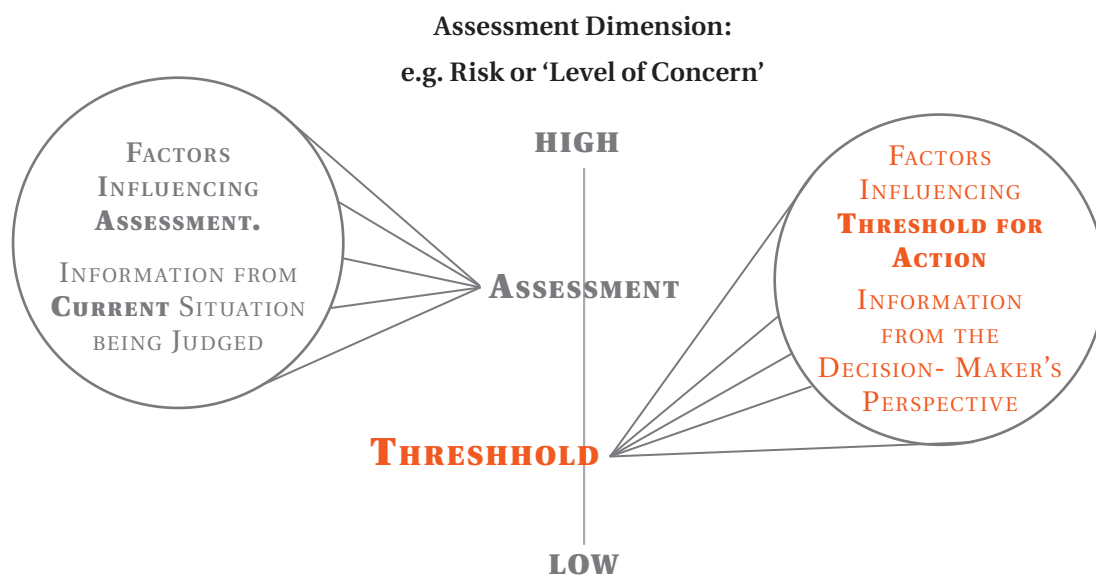 Assessment Dimension:
e.g. Risk or ‘Level of Concern’
HIGH
Factors
Influencing
Assessment.
Information from
Current Situation
being Judged
Assessment
Factors
Influencing
Threshold for
Action
Information
from the
Decision- Maker’s
Perspective
Threshhold
LOW